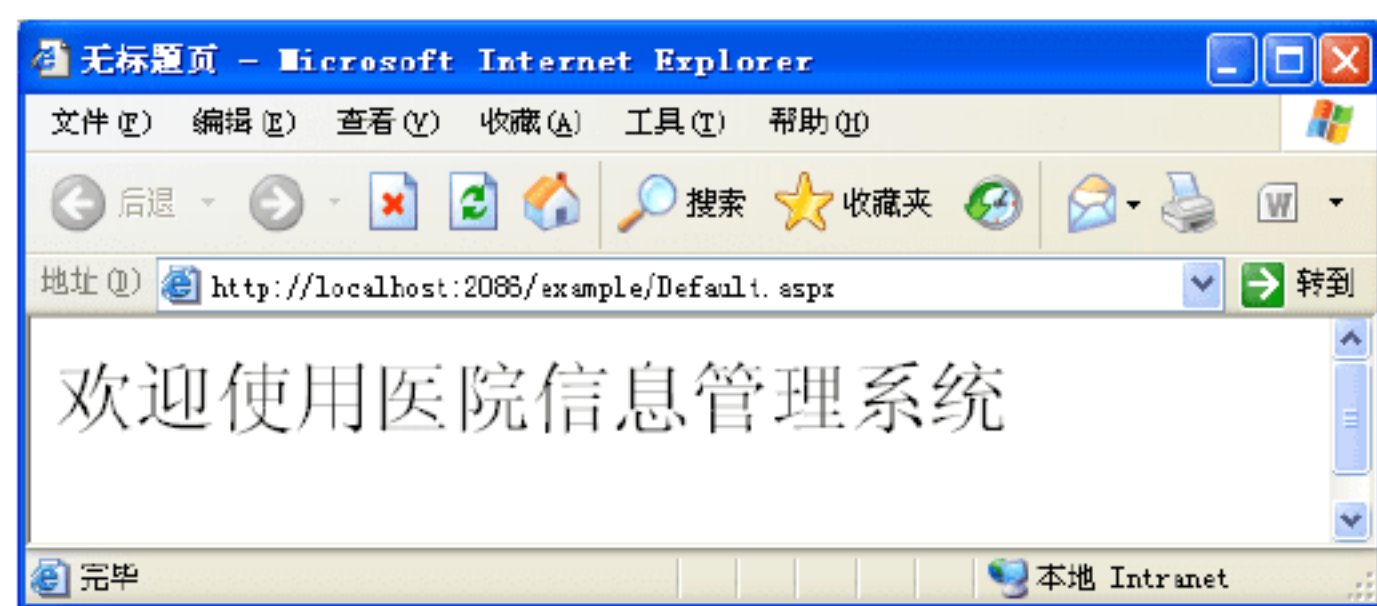 无标题页 - Microsoft Internet Explorer
文件(F) 编辑(E) 查看(V) 收藏(A) 工具(T) 帮助(H)
后退 搜索 收藏夹 W
地址(D) http://localhost:2086/example/Default.aspx 转到
欢迎使用医院信息管理系统
完毕 本地 Intranet